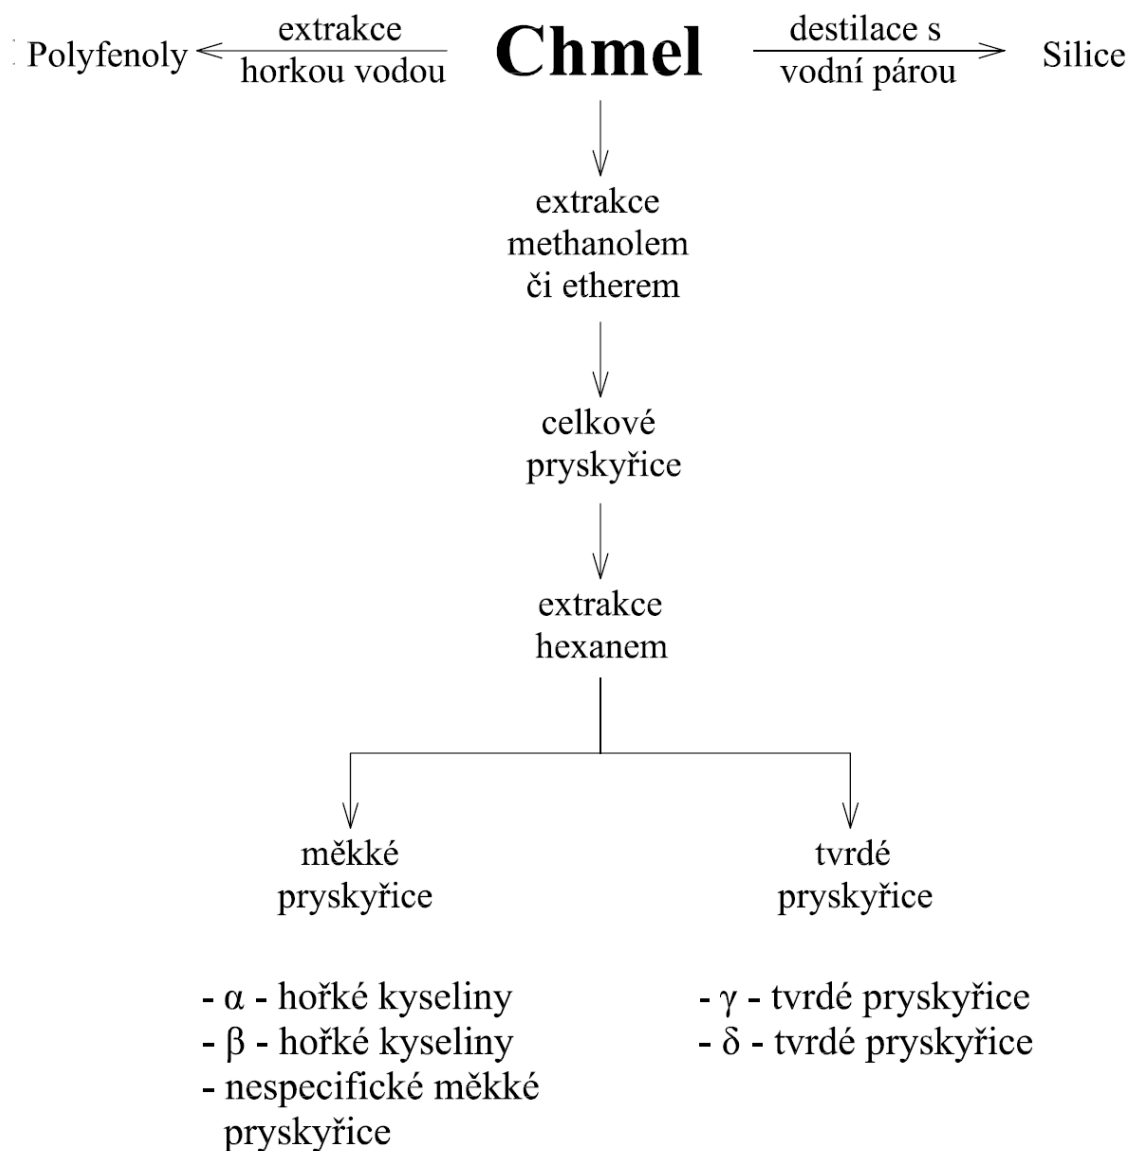 Polyfenoly
extrakce
horkou vodou
Chmel
destilace s
vodní párou
Silice
extrakce
methanolem
či etherem
celkové
pryskyřice
extrakce
hexanem
měkké
pryskyřice
tvrdé
pryskyřice
- α - hořké kyseliny
- β - hořké kyseliny
- nespecifické měkké
pryskyřice
- γ - tvrdé pryskyřice
- δ - tvrdé pryskyřice